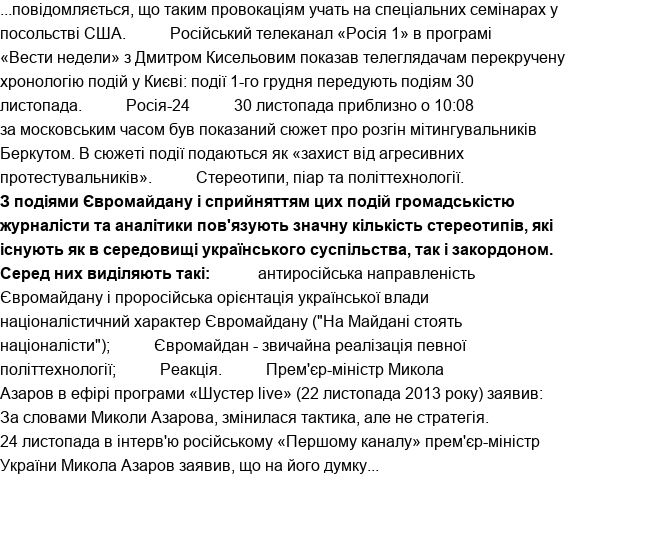 ...повідомляється, що таким провокаціям учать на спеціальних семінарах у
посольстві США. Російський телеканал «Росія 1» в програмі
«Вести недели» з Дмитром Кисельовим показав телеглядачам перекручену
хронологію подій у Києві: події 1-го грудня передують подіям 30
листопада. Росія-24 30 листопада приблизно о 10:08
за московським часом був показаний сюжет про розгін мітингувальників
Беркутом. В сюжеті події подаються як «захист від агресивних
протестувальників». Стереотипи, піар та політтехнології.
З подіями Євромайдану і сприйняттям цих подій громадськістю
журналісти та аналітики пов'язують значну кількість стереотипів, які
існують як в середовищі українського суспільства, так і закордоном.
Серед них виділяють такі: антиросійська направленість
Євромайдану і проросійська орієнтація української влади
націоналістичний характер Євромайдану ("На Майдані стоять
націоналісти"); Євромайдан - звичайна реалізація певної
політтехнології; Реакція. Прем'єр-міністр Микола
Азаров в ефірі програми «Шустер live» (22 листопада 2013 року) заявив:
За словами Миколи Азарова, змінилася тактика, але не стратегія.
24 листопада в інтерв'ю російському «Першому каналу» прем'єр-міністр
України Микола Азаров заявив, що на його думку...